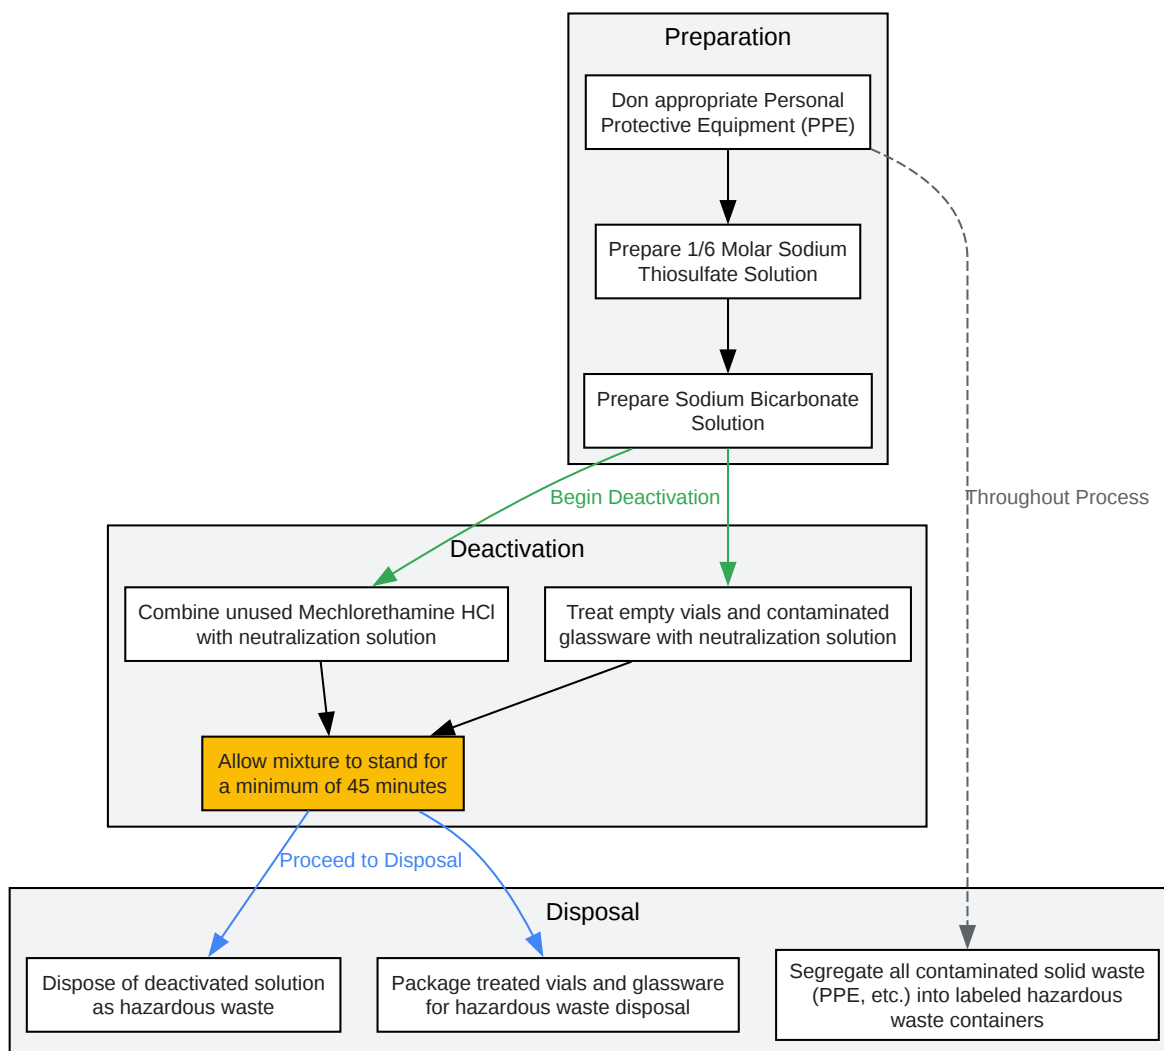 Preparation
Don appropriate Personal
Protective Equipment (PPE)
Prepare 1/6 Molar Sodium
Thiosulfate Solution
Prepare Sodium Bicarbonate
Solution
Begin Deactivation
Throughout Process
Deactivation
Combine unused Mechlorethamine HCl
with neutralization solution
Treat empty vials and contaminated
glassware with neutralization solution
Allow mixture to stand for
a minimum of 45 minutes
Proceed to Disposal
Disposal
Dispose of deactivated solution
as hazardous waste
Package treated vials and glassware
for hazardous waste disposal
Segregate all contaminated solid waste
(PPE, etc.) into labeled hazardous
waste containers